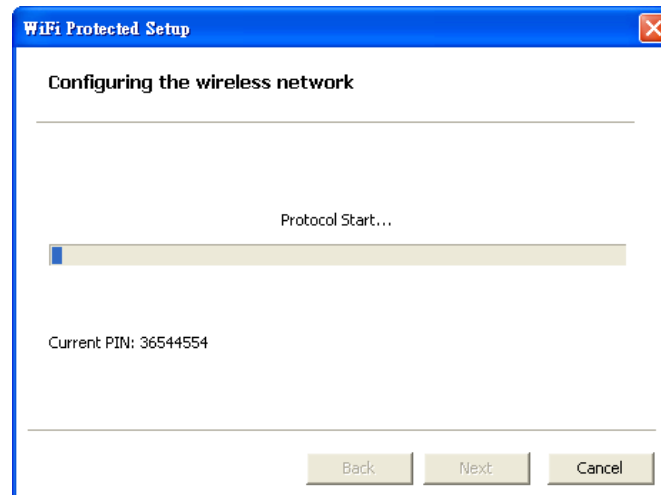 WiFi Protected Setup
Configuring the wireless network
Protocol Start...
Current PIN: 36544554
Back Next Cancel